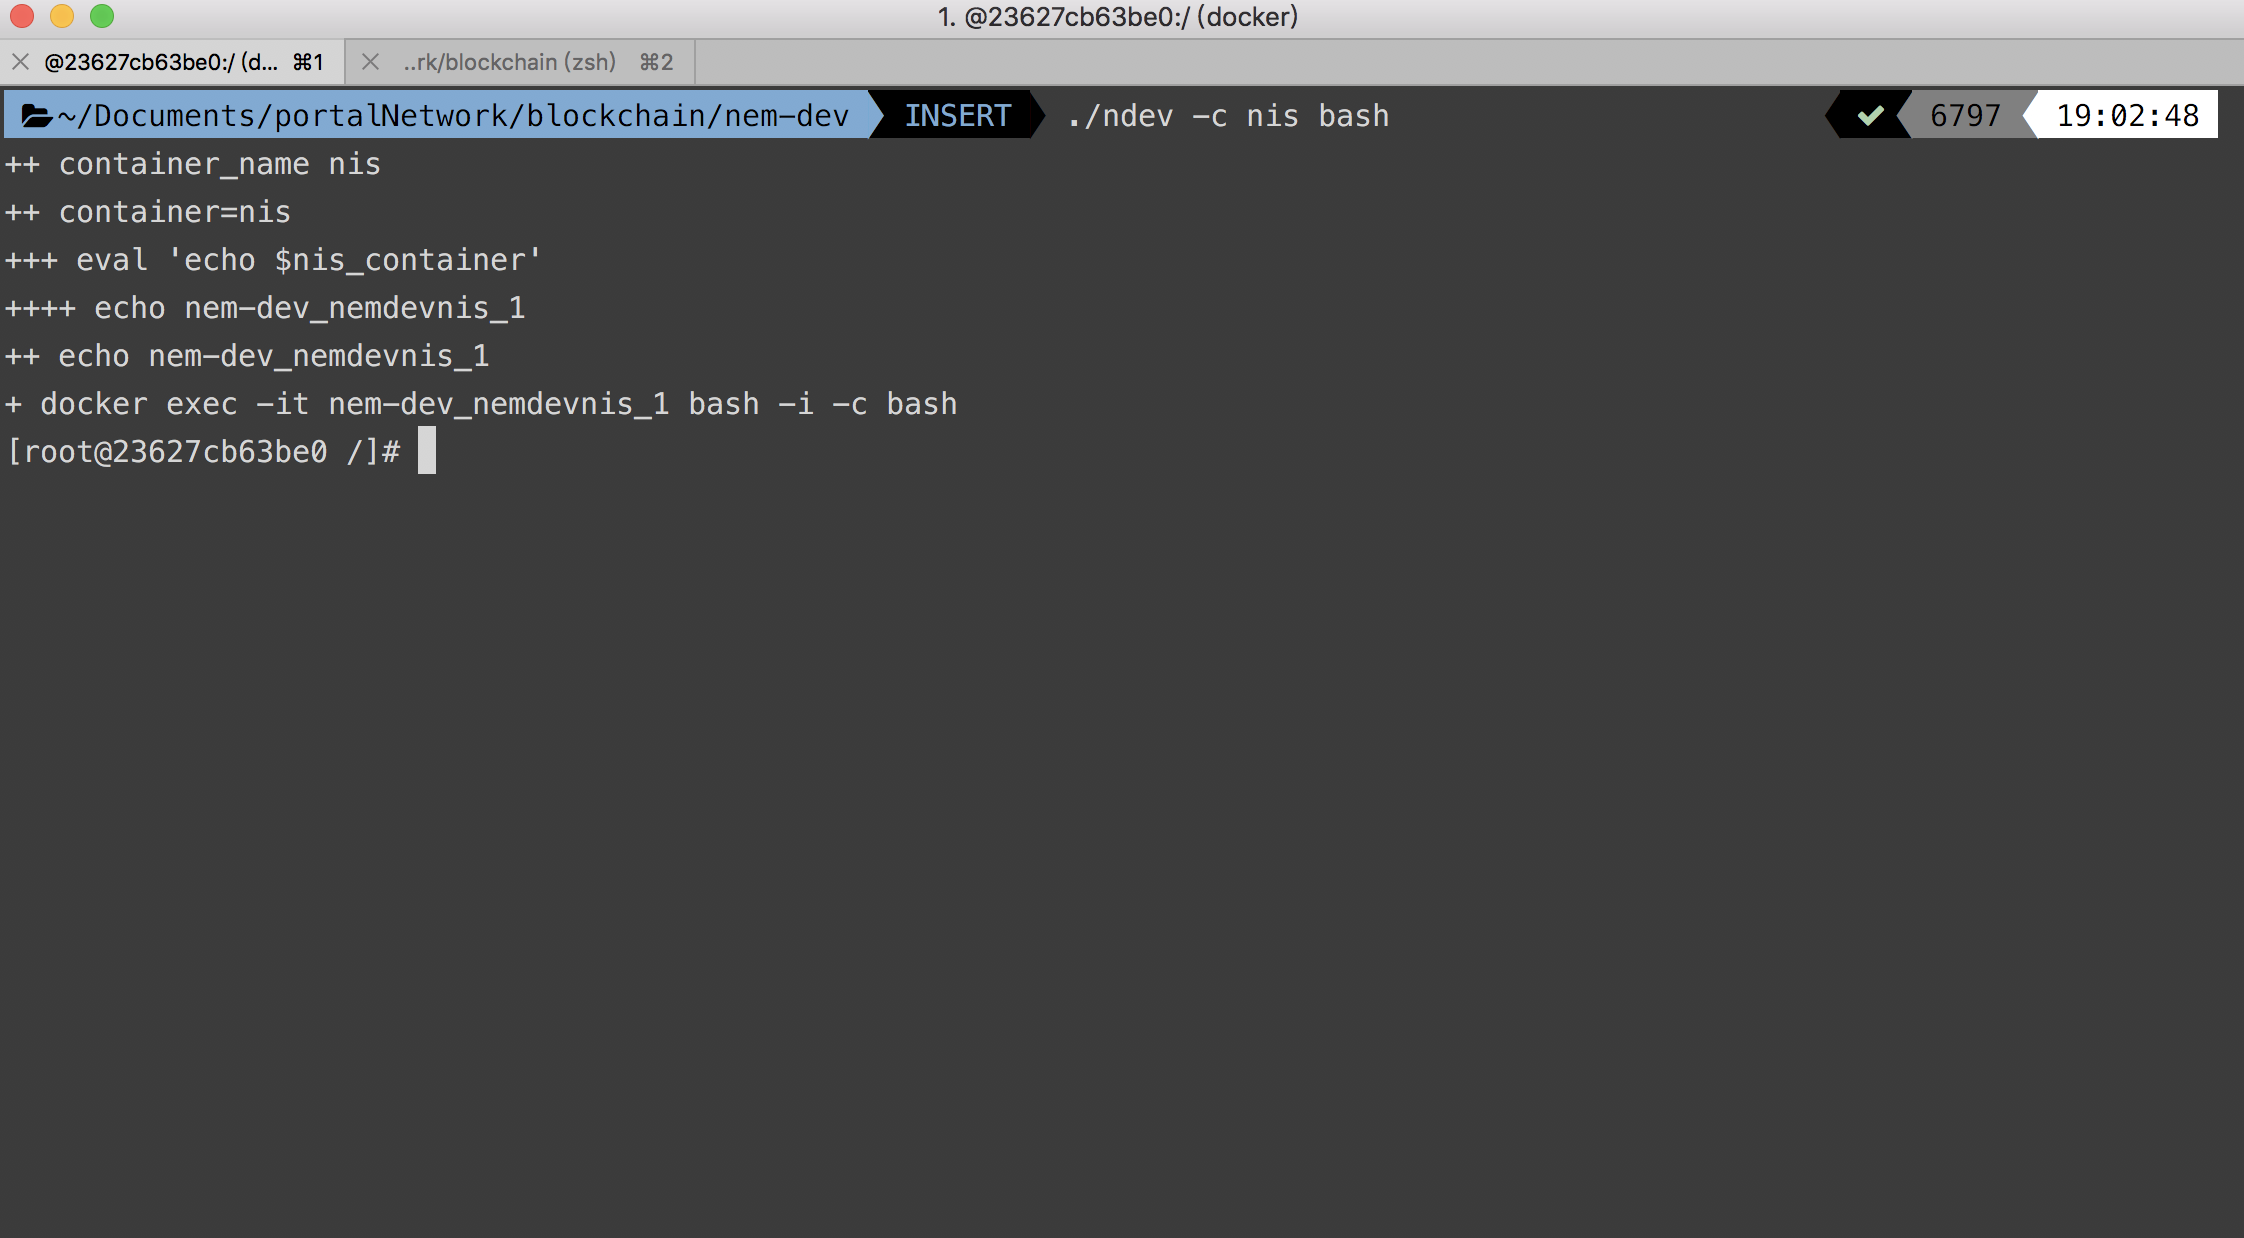 1. @23627cb63be0:/ (docker)
@23627cb63be0:/ (d... ⌘1 ..rk/blockchain (zsh) ⌘2
~/Documents/portalNetwork/blockchain/nem-dev INSERT ./ndev -c nis bash 6797 19:02:48
++ container_name nis
++ container=nis
+++ eval 'echo $nis_container'
++++ echo nem-dev_nemdevnis_1
++ echo nem-dev_nemdevnis_1
+ docker exec -it nem-dev_nemdevnis_1 bash -i -c bash
[root@23627cb63be0 /]#